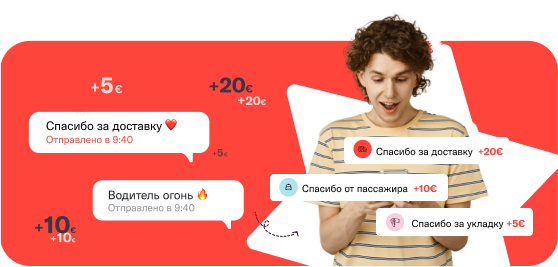 +5€
+20€
+20€
Спасибо за доставку ❤️
Отправлено в 9:40
+5€
Спасибо за доставку +20€
Водитель огонь 🔥
Отправлено в 9:40
Спасибо от пассажира +10€
+10€
+10€
Спасибо за укладку +5€